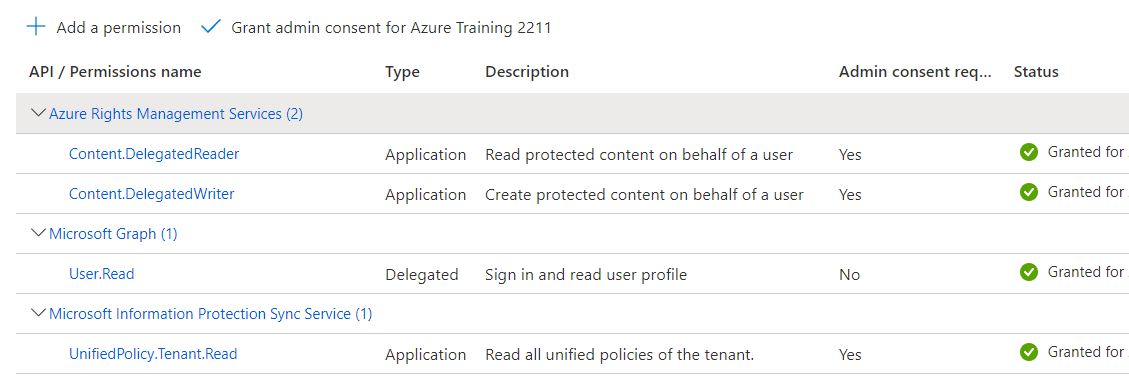 Add a permission Grant admin consent for Azure Training 2211
API / Permissions name Type Description Admin consent req... Status
Azure Rights Management Services (2)
Content.DelegatedReader Application Read protected content on behalf of a user Yes Granted for
Content.DelegatedWriter Application Create protected content on behalf of a user Yes Granted for
Microsoft Graph (1)
User.Read Delegated Sign in and read user profile No Granted for
Microsoft Information Protection Sync Service (1)
UnifiedPolicy.Tenant.Read Application Read all unified policies of the tenant. Yes Granted for